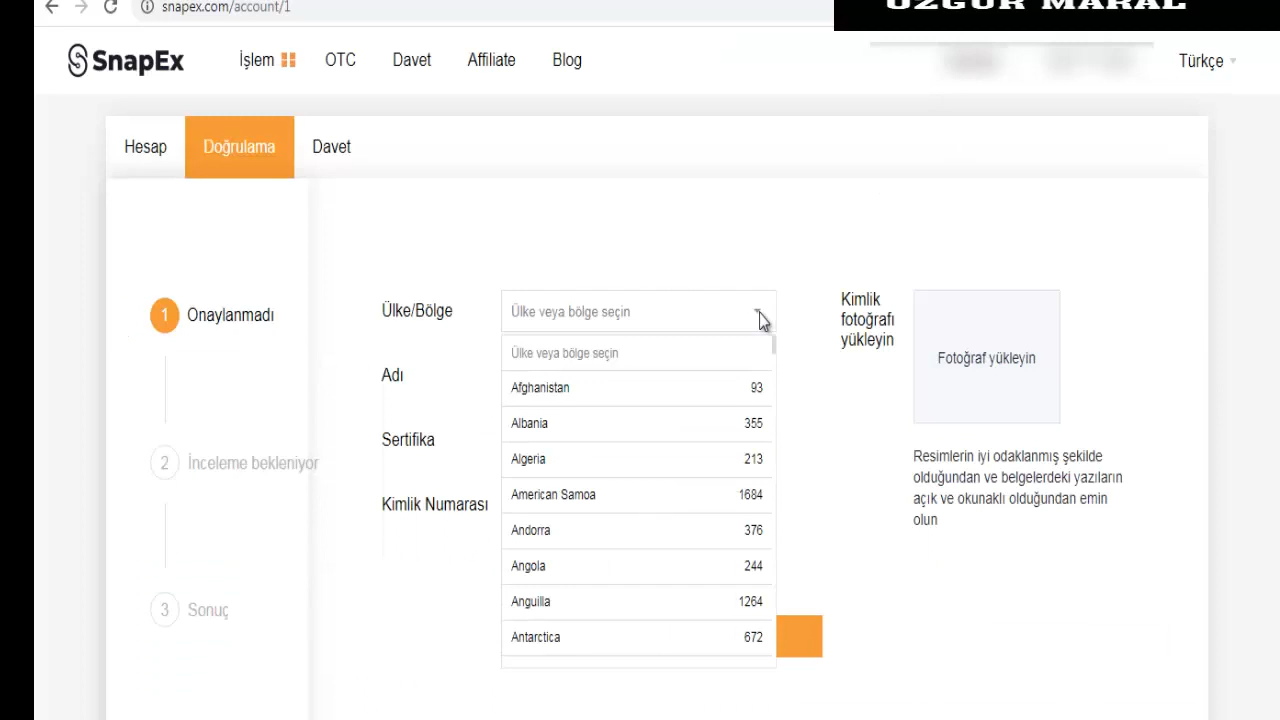 snapex.com/account/1
ÖZGÜR MARAL
SnapEx
İşlem
OTC
Davet
Affiliate
Blog
Türkçe
Hesap
Doğrulama
Davet
1 Onaylanmadı
2 İnceleme bekleniyor
3 Sonuç
Ülke/Bölge
Ülke veya bölge seçin
Ülke veya bölge seçin
Afghanistan 93
Albania 355
Algeria 213
American Samoa 1684
Andorra 376
Angola 244
Anguilla 1264
Antarctica 672
Adı
Sertifika
Kimlik Numarası
Kimlik
fotoğrafı
yükleyin
Fotoğraf yükleyin
Resimlerin iyi odaklanmış şekilde
olduğundan ve belgelerdeki yazıların
açık ve okunaklı olduğundan emin
olun